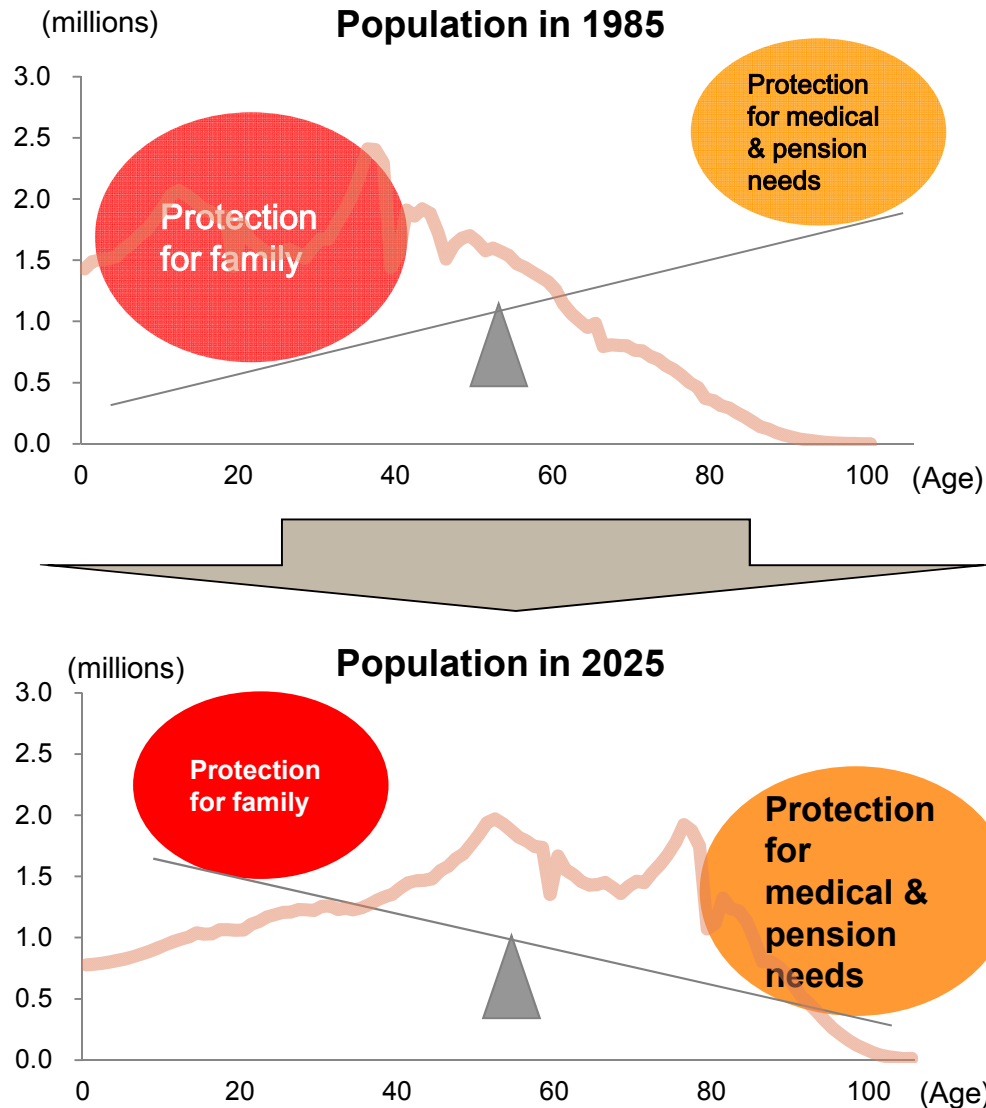 (millions)
Population in 1985
3.0
2.5
2.0
1.5
1.0
0.5
0.0
Protection
for family
Protection
for medical
& pension
needs
0 20 40 60 80 100 (Age)
(millions)
Population in 2025
3.0
2.5
2.0
1.5
1.0
0.5
0.0
Protection
for family
Protection
for
medical &
pension
needs
0 20 40 60 80 100 (Age)